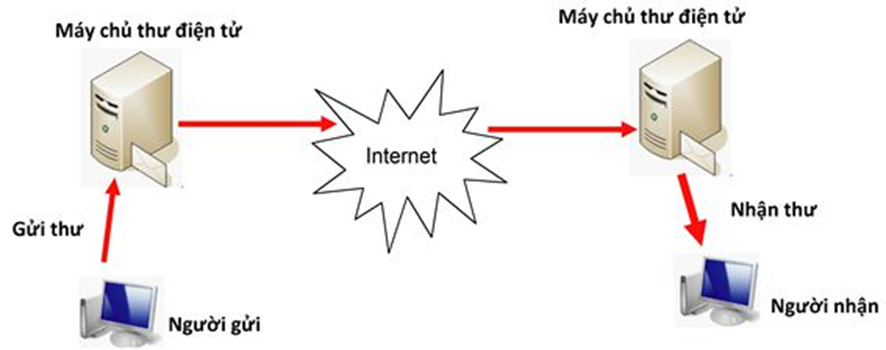 Máy chủ thư điện tử
Máy chủ thư điện tử
Internet
Gửi thư
Nhận thư
Người gửi
Người nhận